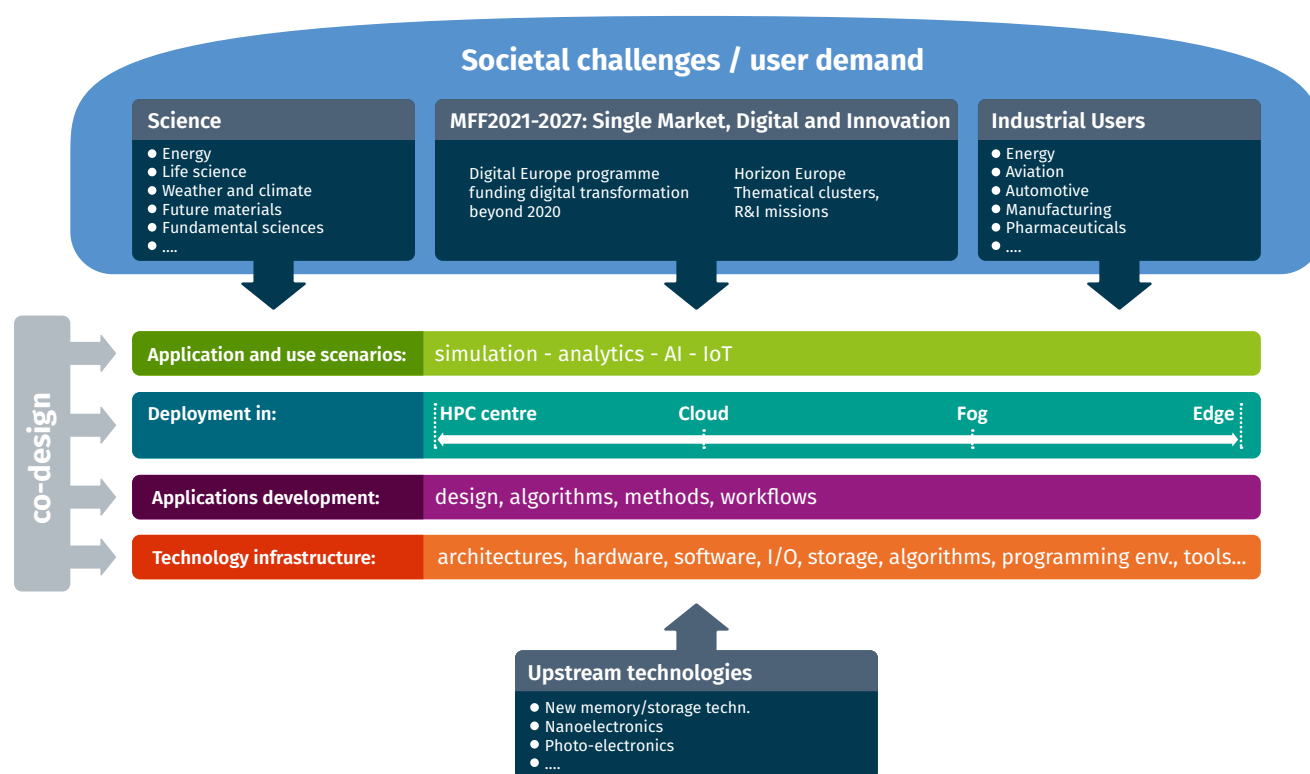 Societal challenges / user demand
Science
● Energy
● Life science
● Weather and climate
● Future materials
● Fundamental sciences
● ....
MFF2021-2027: Single Market, Digital and Innovation
Digital Europe programme
funding digital transformation
beyond 2020
Horizon Europe
Thematical clusters,
R&I missions
Industrial Users
● Energy
● Aviation
● Automotive
● Manufacturing
● Pharmaceuticals
● ....
co-design
Application and use scenarios: simulation - analytics - AI - IoT
Deployment in: HPC centre Cloud Fog Edge
Applications development: design, algorithms, methods, workflows
Technology infrastructure: architectures, hardware, software, I/O, storage, algorithms, programming env., tools...
Upstream technologies
● New memory/storage techn.
● Nanoelectronics
● Photo-electronics
● ....